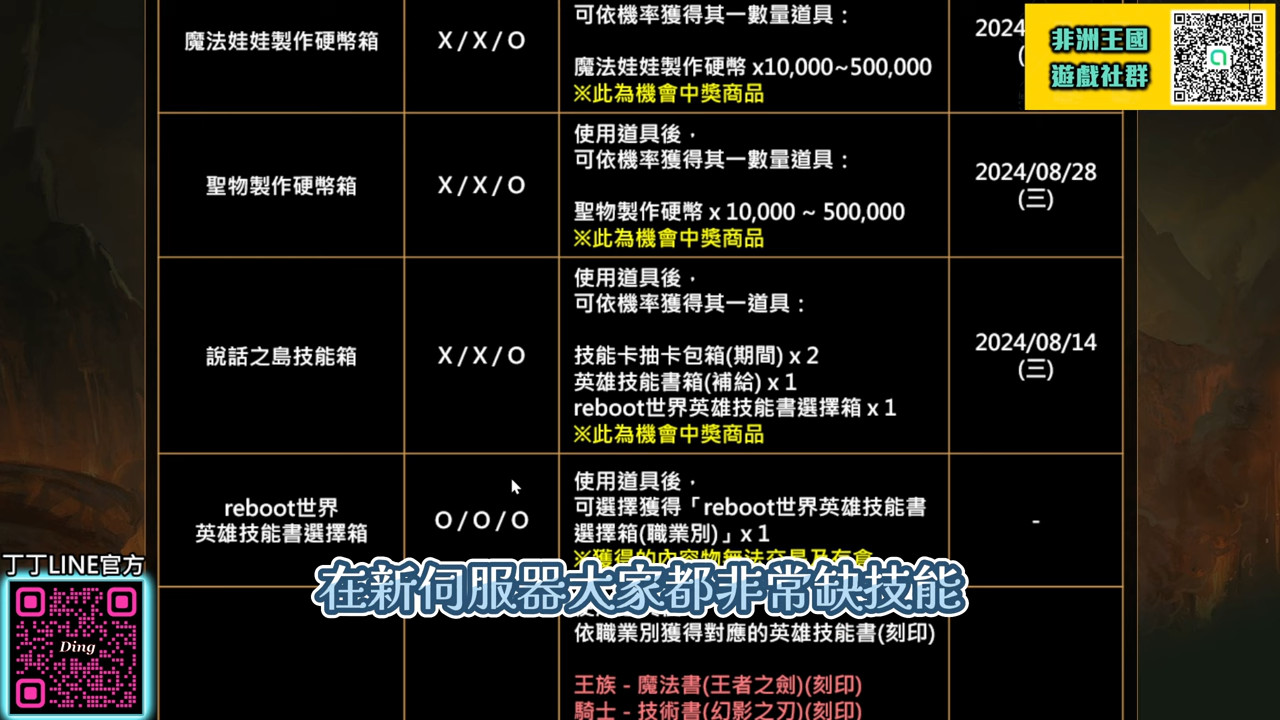 魔法娃娃製作硬幣箱
X / X / O
可依機率獲得其一數量道具：
魔法娃娃製作硬幣 x10,000~500,000
※此為機會中獎商品
2024
非洲王國
遊戲社群
聖物製作硬幣箱
X / X / O
使用道具後，
可依機率獲得其一數量道具：
聖物製作硬幣 x 10,000 ~ 500,000
※此為機會中獎商品
2024/08/28
(三)
說話之島技能箱
X / X / O
使用道具後，
可依機率獲得其一道具：
技能卡抽卡包箱(期間) x 2
英雄技能書箱(補給) x 1
reboot世界英雄技能書選擇箱 x 1
※此為機會中獎商品
2024/08/14
(三)
reboot世界
英雄技能書選擇箱
O / O / O
使用道具後，
可選擇獲得「reboot世界英雄技能書
選擇箱(職業別)」x 1
※獲得的內容物無法交易及存倉
-
丁丁LINE官方
Ding
在新伺服器大家都非常缺技能
依職業別獲得對應的英雄技能書(刻印)
王族 - 魔法書(王者之劍)(刻印)
騎士 - 技術書(幻影之刃)(刻印)